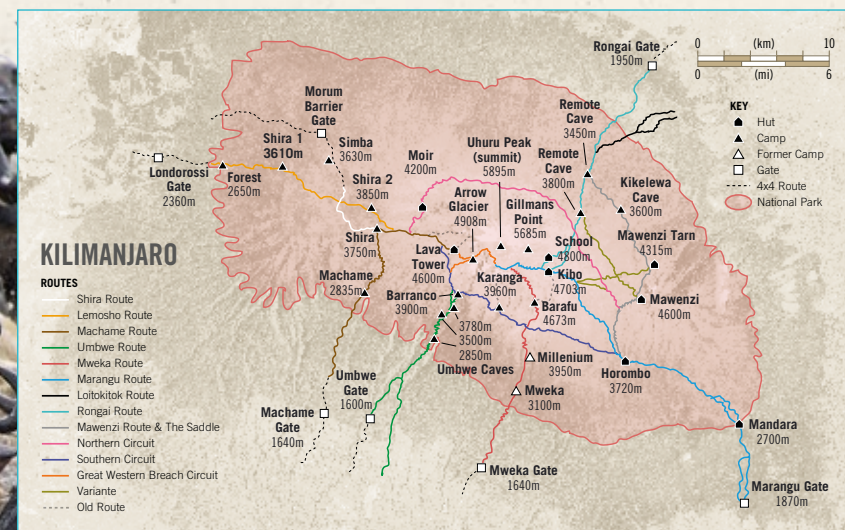 Rongai Gate
1950m
0 (km) 10
0 (mi) 6
KEY
Hut
Camp
Former Camp
Gate
4x4 Route
National Park
Morum
Barrier
Gate
Simba
3630m
Shira 1
3610m
Londorossi
Gate
2360m
Forest
2650m
Shira 2
3850m
Moir
4200m
Uhuru Peak
(summit)
5895m
Remote
Cave
3450m
Remote
Cave
3800m
Kikelewa
Cave
3600m
Arrow
Glacier
4908m
Gillmans
Point
5685m
Mawenzi Tarn
4315m
Shira
3750m
School
4800m
Lava
Tower
4600m
Kibo
4703m
Karanga
3960m
Machame
2835m
Barranco
3900m
Barafu
4673m
Mawenzi
4600m
3780m
3500m
2850m
Umbwe Caves
Millenium
3950m
Horombo
3720m
Umbwe
Gate
1600m
Mweka
3100m
Machame
Gate
1640m
Mandara
2700m
Mweka Gate
1640m
Marangu Gate
1870m
KILIMANJARO
ROUTES
Shira Route
Lemosho Route
Machame Route
Umbwe Route
Mweka Route
Marangu Route
Loitokitok Route
Rongai Route
Mawenzi Route & The Saddle
Northern Circuit
Southern Circuit
Great Western Breach Circuit
Variante
Old Route